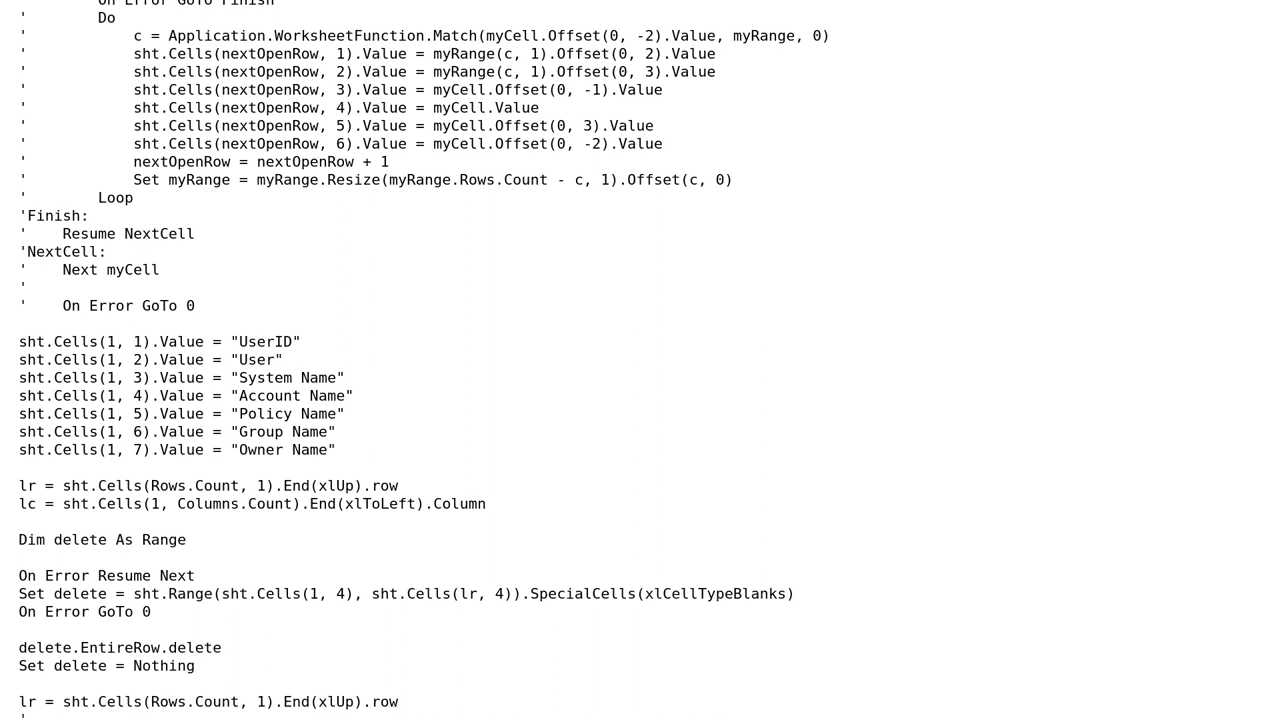 '        On Error GoTo Finish
'        Do
'            c = Application.WorksheetFunction.Match(myCell.Offset(0, -2).Value, myRange, 0)
'            sht.Cells(nextOpenRow, 1).Value = myRange(c, 1).Offset(0, 2).Value
'            sht.Cells(nextOpenRow, 2).Value = myRange(c, 1).Offset(0, 3).Value
'            sht.Cells(nextOpenRow, 3).Value = myCell.Offset(0, -1).Value
'            sht.Cells(nextOpenRow, 4).Value = myCell.Value
'            sht.Cells(nextOpenRow, 5).Value = myCell.Offset(0, 3).Value
'            sht.Cells(nextOpenRow, 6).Value = myCell.Offset(0, -2).Value
'            nextOpenRow = nextOpenRow + 1
'            Set myRange = myRange.Resize(myRange.Rows.Count - c, 1).Offset(c, 0)
'        Loop
'Finish:
'    Resume NextCell
'NextCell:
'    Next myCell
'
'    On Error GoTo 0

sht.Cells(1, 1).Value = "UserID"
sht.Cells(1, 2).Value = "User"
sht.Cells(1, 3).Value = "System Name"
sht.Cells(1, 4).Value = "Account Name"
sht.Cells(1, 5).Value = "Policy Name"
sht.Cells(1, 6).Value = "Group Name"
sht.Cells(1, 7).Value = "Owner Name"

lr = sht.Cells(Rows.Count, 1).End(xlUp).row
lc = sht.Cells(1, Columns.Count).End(xlToLeft).Column

Dim delete As Range

On Error Resume Next
Set delete = sht.Range(sht.Cells(1, 4), sht.Cells(lr, 4)).SpecialCells(xlCellTypeBlanks)
On Error GoTo 0

delete.EntireRow.delete
Set delete = Nothing

lr = sht.Cells(Rows.Count, 1).End(xlUp).row
'